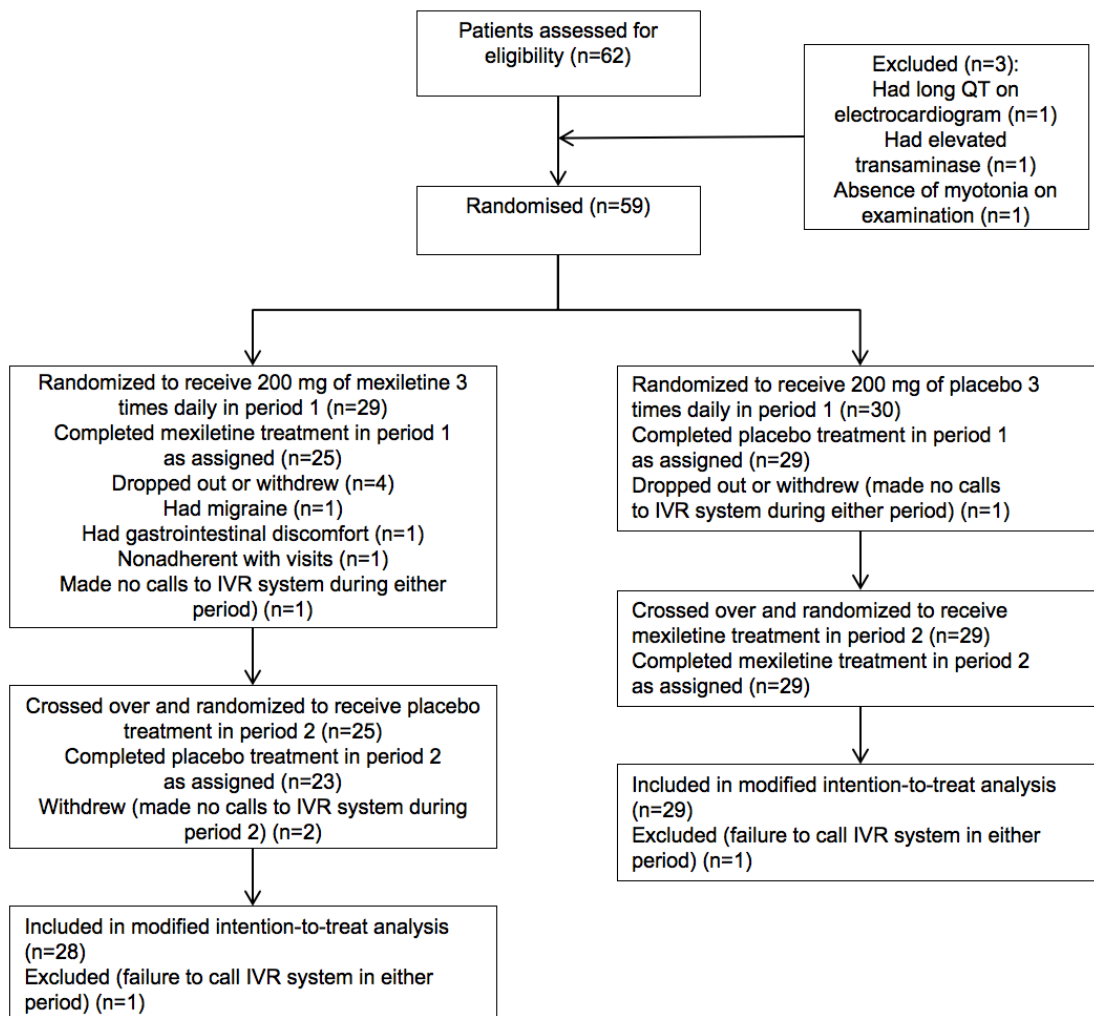 Patients assessed for
eligibility (n=62)
Excluded (n=3):
Had long QT on
electrocardiogram (n=1)
Had elevated
transaminase (n=1)
Absence of myotonia on
examination (n=1)
Randomised (n=59)
Randomized to receive 200 mg of mexiletine 3
times daily in period 1 (n=29)
Completed mexiletine treatment in period 1
as assigned (n=25)
Dropped out or withdrew (n=4)
Had migraine (n=1)
Had gastrointestinal discomfort (n=1)
Nonadherent with visits (n=1)
Made no calls to IVR system during either
period) (n=1)
Randomized to receive 200 mg of placebo 3
times daily in period 1 (n=30)
Completed placebo treatment in period 1
as assigned (n=29)
Dropped out or withdrew (made no calls
to IVR system during either period) (n=1)
Crossed over and randomized to receive
mexiletine treatment in period 2 (n=29)
Completed mexiletine treatment in period 2
as assigned (n=29)
Crossed over and randomized to receive placebo
treatment in period 2 (n=25)
Completed placebo treatment in period 2
as assigned (n=23)
Withdrew (made no calls to IVR system during
period 2) (n=2)
Included in modified intention-to-treat analysis
(n=29)
Excluded (failure to call IVR system in either
period) (n=1)
Included in modified intention-to-treat analysis
(n=28)
Excluded (failure to call IVR system in either
period) (n=1)